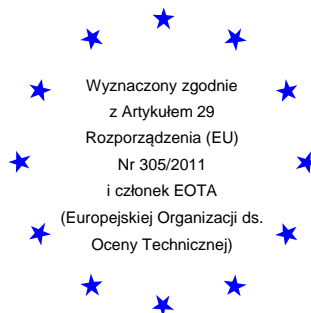 Wyznaczony zgodnie
z Artykułem 29
Rozporządzenia (EU)
Nr 305/2011
i członek EOTA
(Europejskiej Organizacji ds.
Oceny Technicznej)